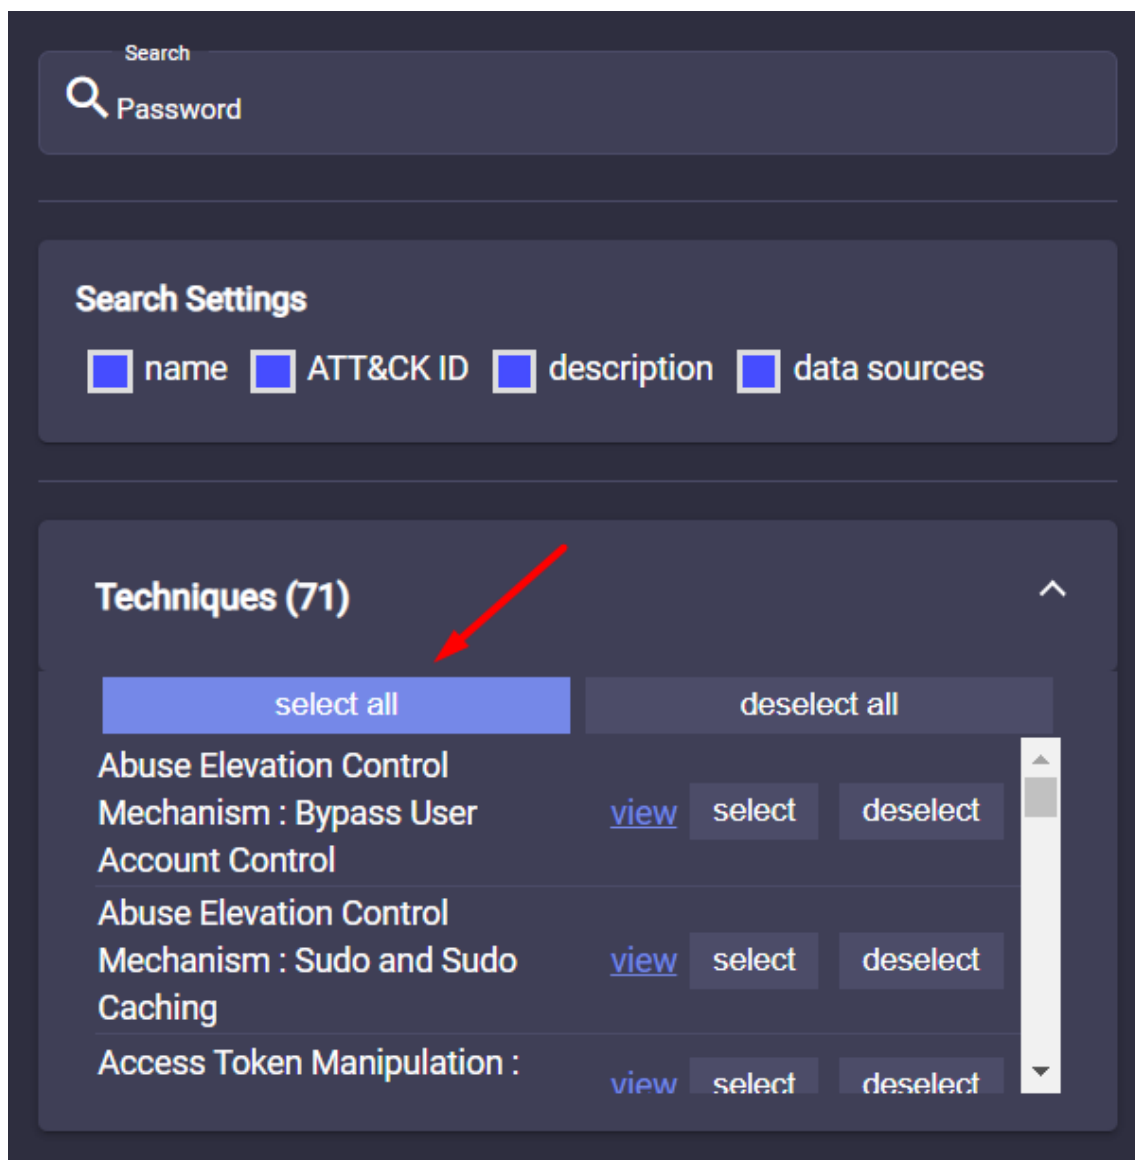 Search
Password
Search Settings
name ATT&CK ID description data sources
Techniques (71)
select all deselect all
Abuse Elevation Control
Mechanism : Bypass User
Account Control
view select deselect
Abuse Elevation Control
Mechanism : Sudo and Sudo
Caching
view select deselect
Access Token Manipulation :
view select deselect